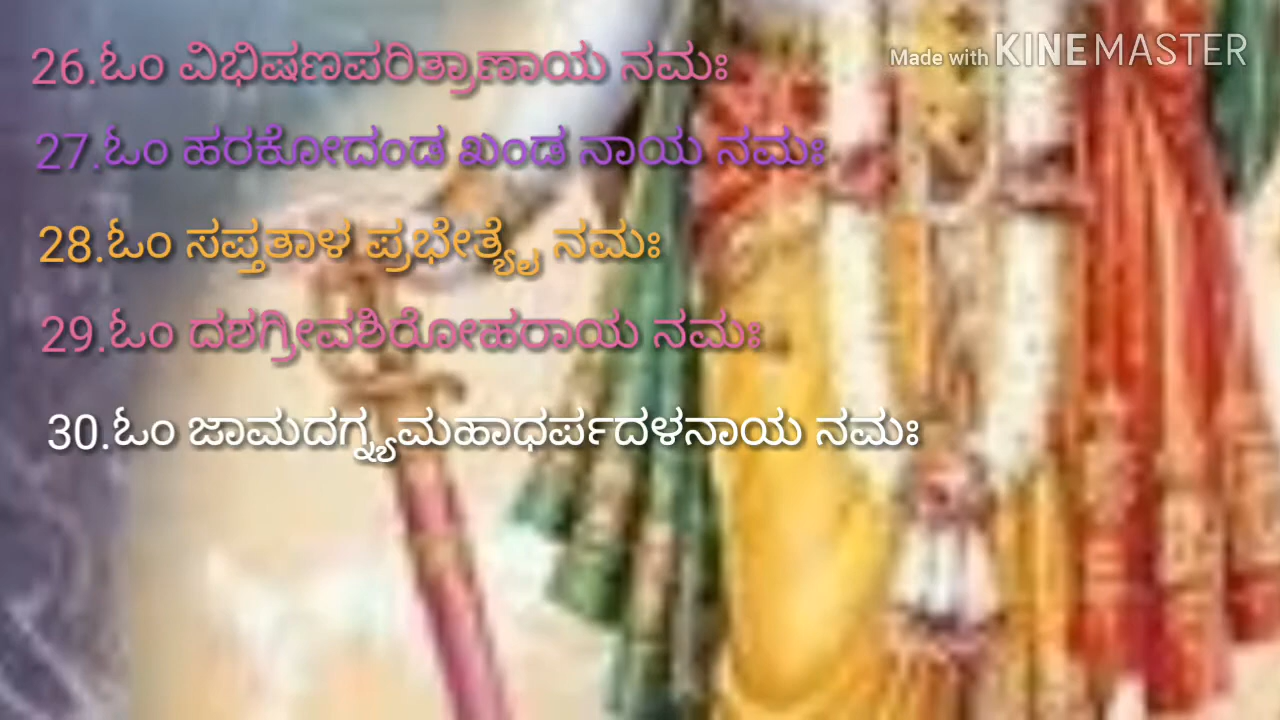 26.ಓಂ ವಿಭಿಷಣಪರಿತ್ರಾಣಾಯ ನಮಃ
Made with KINEMASTER
27.ಓಂ ಹರಕೋದಂಡ ಖಂಡ ನಾಯ ನಮಃ
28.ಓಂ ಸಪ್ತತಾಳ ಪ್ರಭೇತ್ಯೈ ನಮಃ
29.ಓಂ ದಶಗ್ರೀವಶಿರೋಹರಾಯ ನಮಃ
30.ಓಂ ಜಾಮದಗ್ನ್ಯಮಹಾಧರ್ಪದಳನಾಯ ನಮಃ